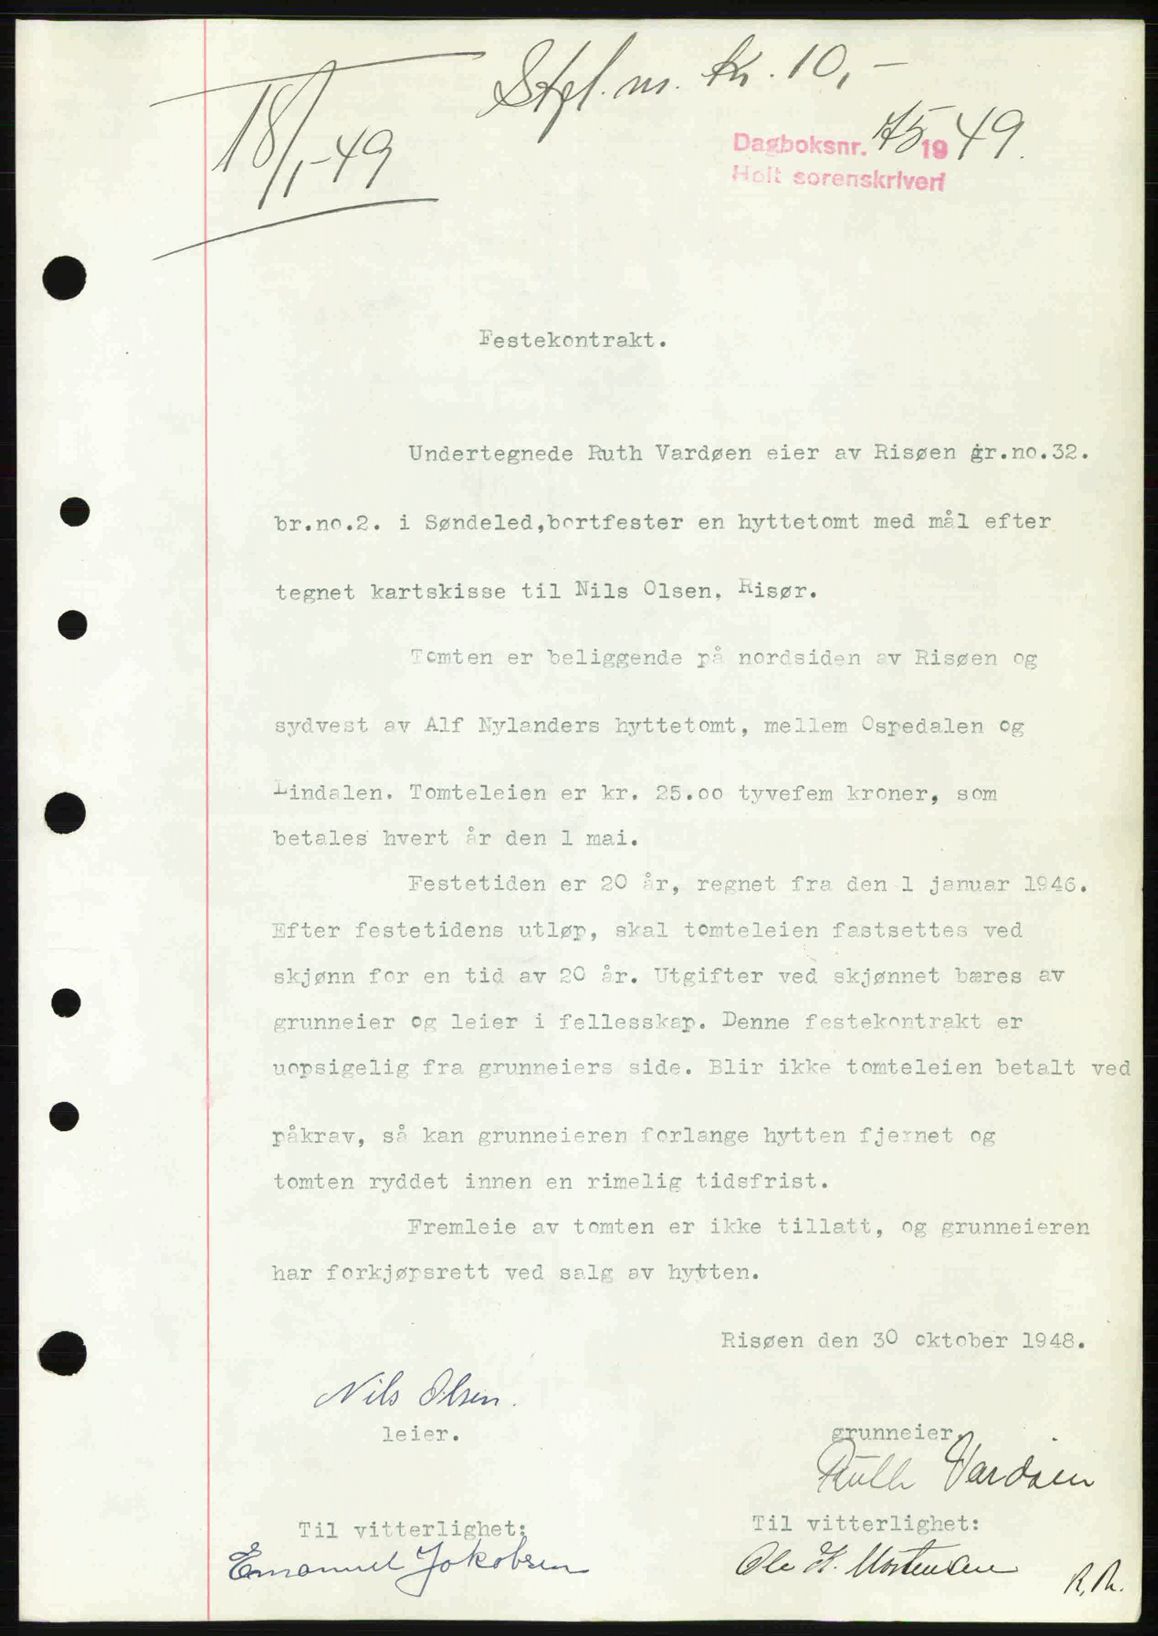 Stpl. m. kr. 10,-
18/1-49
Dagboksnr. 75 1949.
Holt sorenskriveri
Festekontrakt.
Undertegnede Ruth Vardøen eier av Risøen gr.no.32.
br.no.2. i Søndeled,bortfester en hyttetomt med mål efter
tegnet kartskisse til Nils Olsen, Risør.
Tomten er beliggende på nordsiden av Risøen og
sydvest av Alf Nylanders hyttetomt, mellem Ospedalen og
Lindalen. Tomteleien er kr. 25.oo tyvefem kroner, som
betales hvert år den 1 mai.
Festetiden er 20 år, regnet fra den 1 januar 1946.
Efter festetidens utløp, skal tomteleien fastsettes ved
skjønn for en tid av 20 år. Utgifter ved skjønnet bæres av
grunneier og leier i fellesskap. Denne festekontrakt er
uopsigelig fra grunneiers side. Blir ikke tomteleien betalt ved
påkrav, så kan grunneieren forlange hytten fjernet og
tomten ryddet innen en rimelig tidsfrist.
Fremleie av tomten er ikke tillatt, og grunneieren
har forkjøpsrett ved salg av hytten.
Risøen den 30 oktober 1948.
Nils Olsen.
leier.
grunneier.
Ruth Vardøen
Til vitterlighet:
Emanuel Jakobsen
Til vitterlighet:
Ole H. Mortensen
R.R.